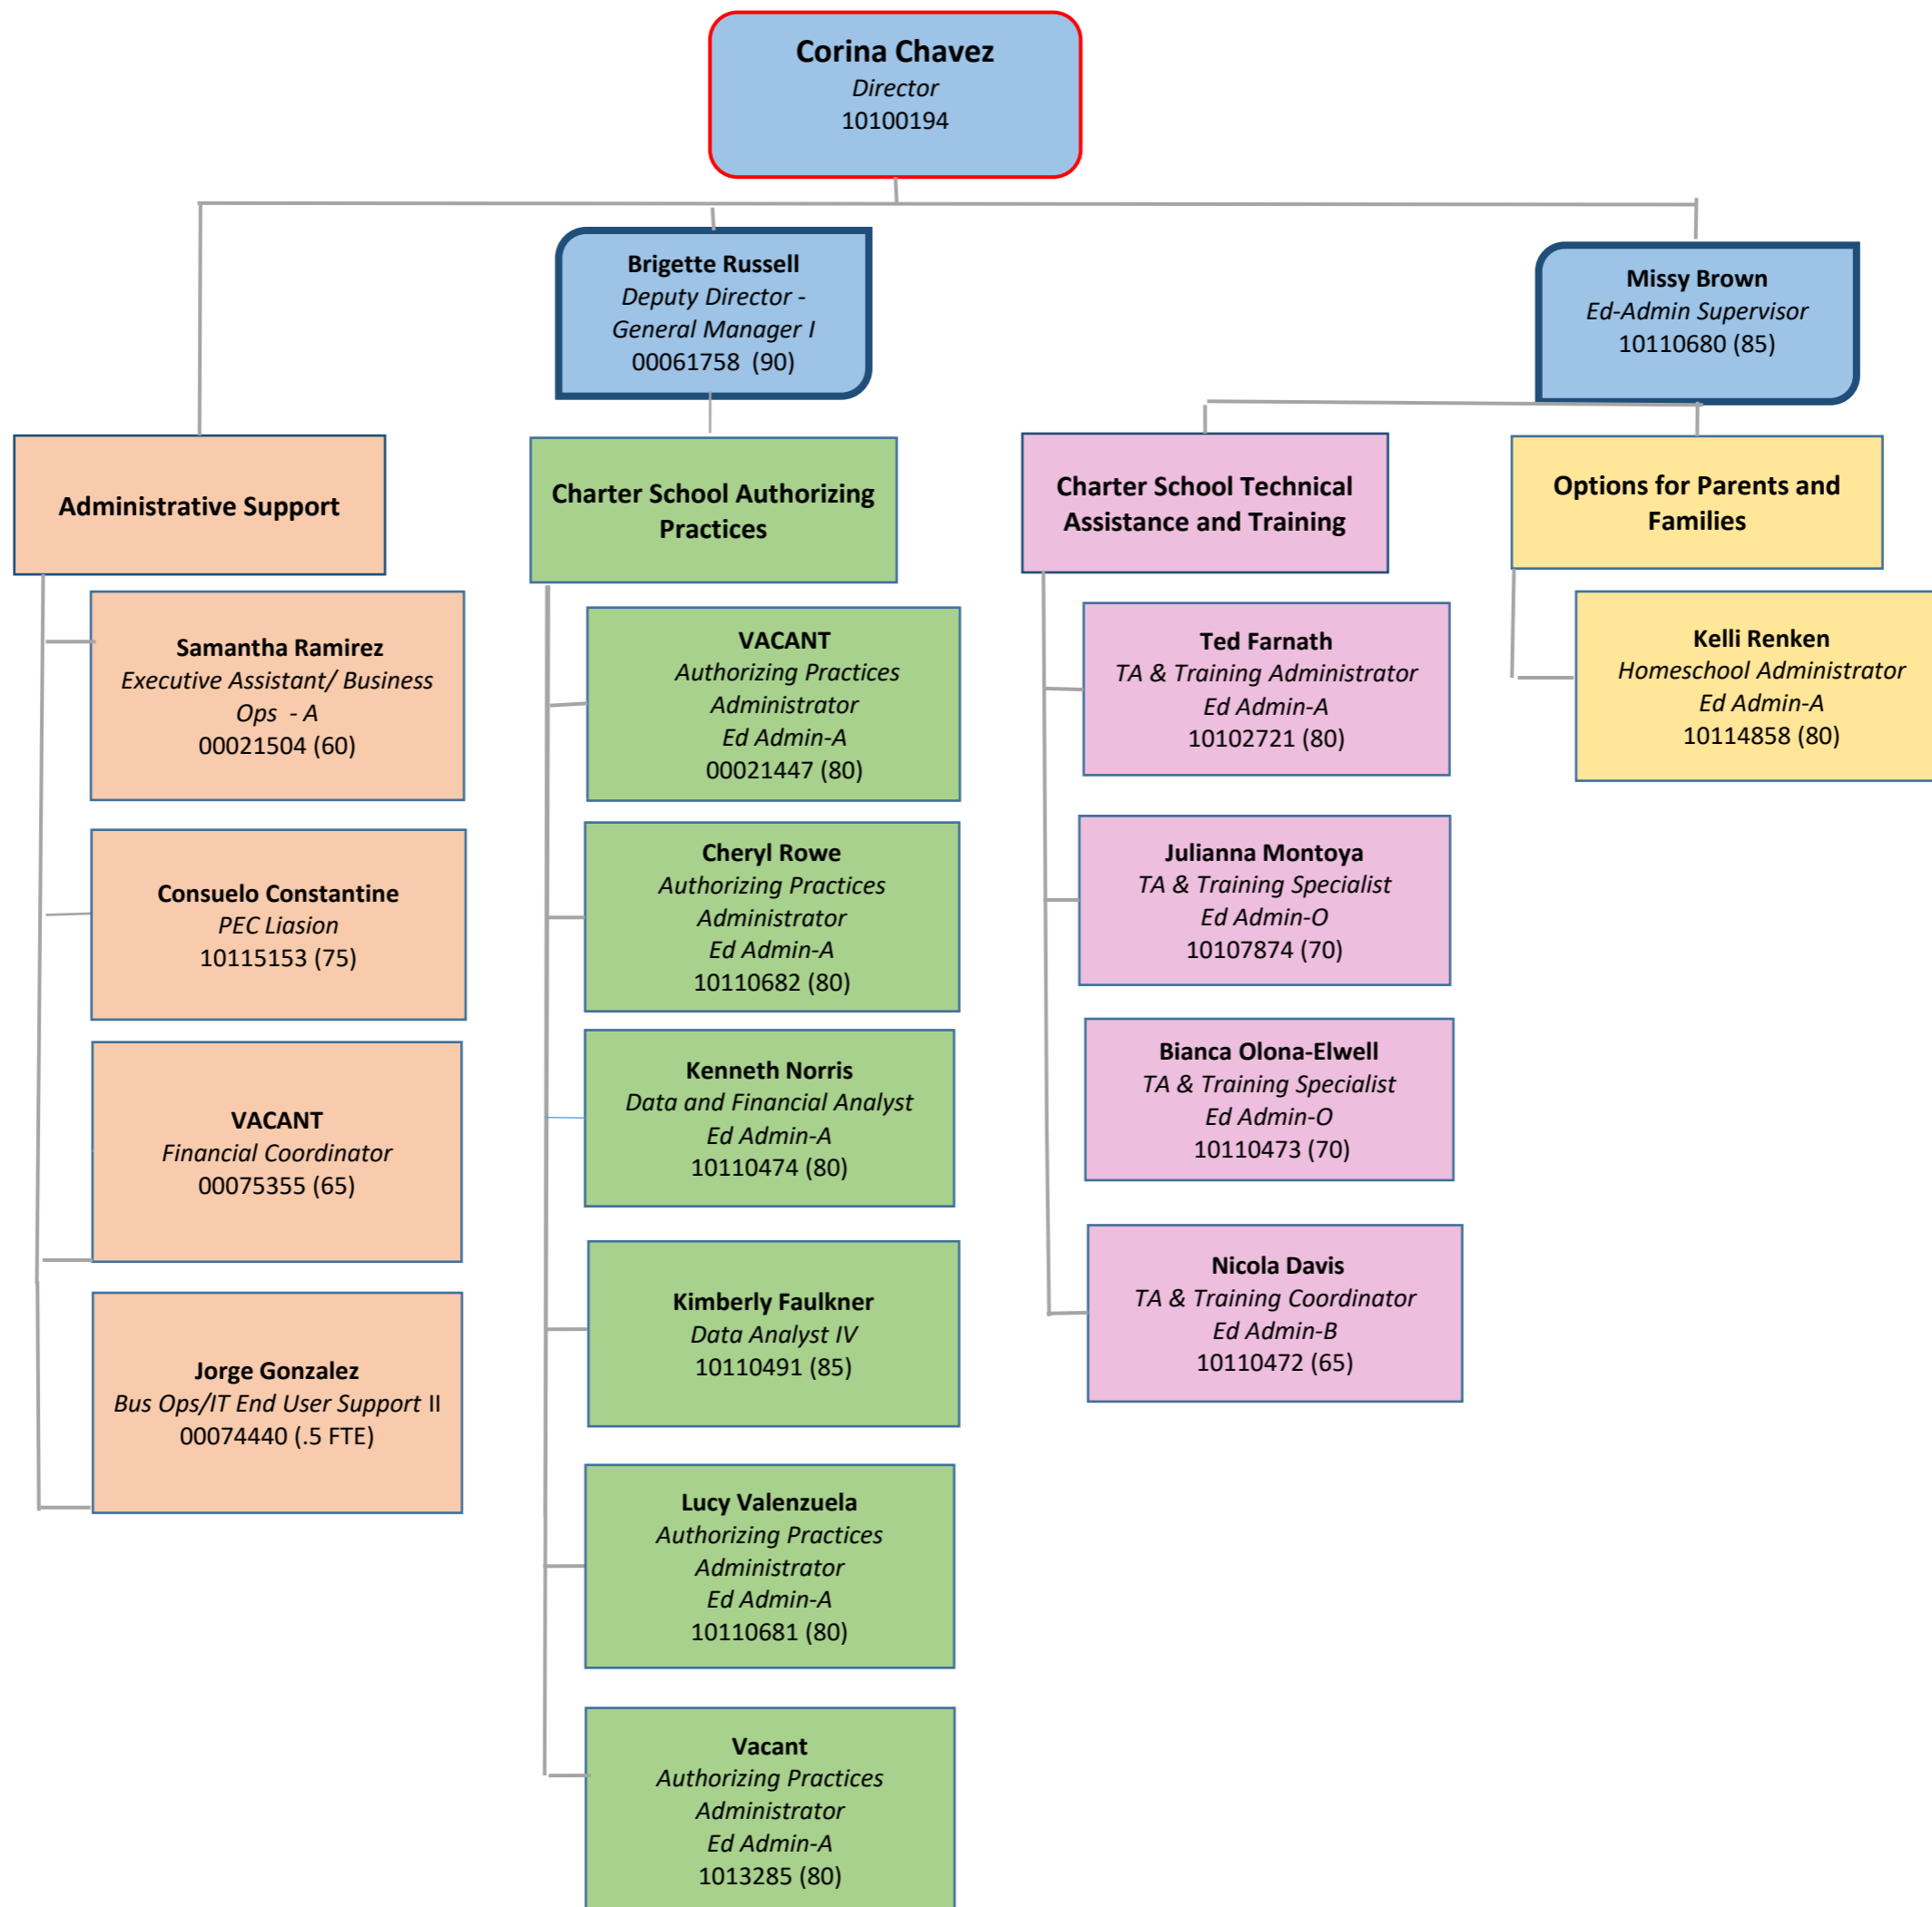 Corina Chavez
Director
10100194
Brigette Russell
Deputy Director -
General Manager I
00061758  (90)
Missy Brown
Ed-Admin Supervisor
10110680 (85)
Administrative Support
Samantha Ramirez
Executive Assistant/ Business
Ops  - A
00021504 (60)
Consuelo Constantine
PEC Liasion
10115153 (75)
VACANT
Financial Coordinator
00075355 (65)
Jorge Gonzalez
Bus Ops/IT End User Support II
00074440 (.5 FTE)
Charter School Authorizing
Practices
VACANT
Authorizing Practices
Administrator
Ed Admin-A
00021447 (80)
Cheryl Rowe
Authorizing Practices
Administrator
Ed Admin-A
10110682 (80)
Kenneth Norris
Data and Financial Analyst
Ed Admin-A
10110474 (80)
Kimberly Faulkner
Data Analyst IV
10110491 (85)
Lucy Valenzuela
Authorizing Practices
Administrator
Ed Admin-A
10110681 (80)
Vacant
Authorizing Practices
Administrator
Ed Admin-A
1013285 (80)
Charter School Technical
Assistance and Training
Ted Farnath
TA & Training Administrator
Ed Admin-A
10102721 (80)
Julianna Montoya
TA & Training Specialist
Ed Admin-O
10107874 (70)
Bianca Olona-Elwell
TA & Training Specialist
Ed Admin-O
10110473 (70)
Nicola Davis
TA & Training Coordinator
Ed Admin-B
10110472 (65)
Options for Parents and
Families
Kelli Renken
Homeschool Administrator
Ed Admin-A
10114858 (80)